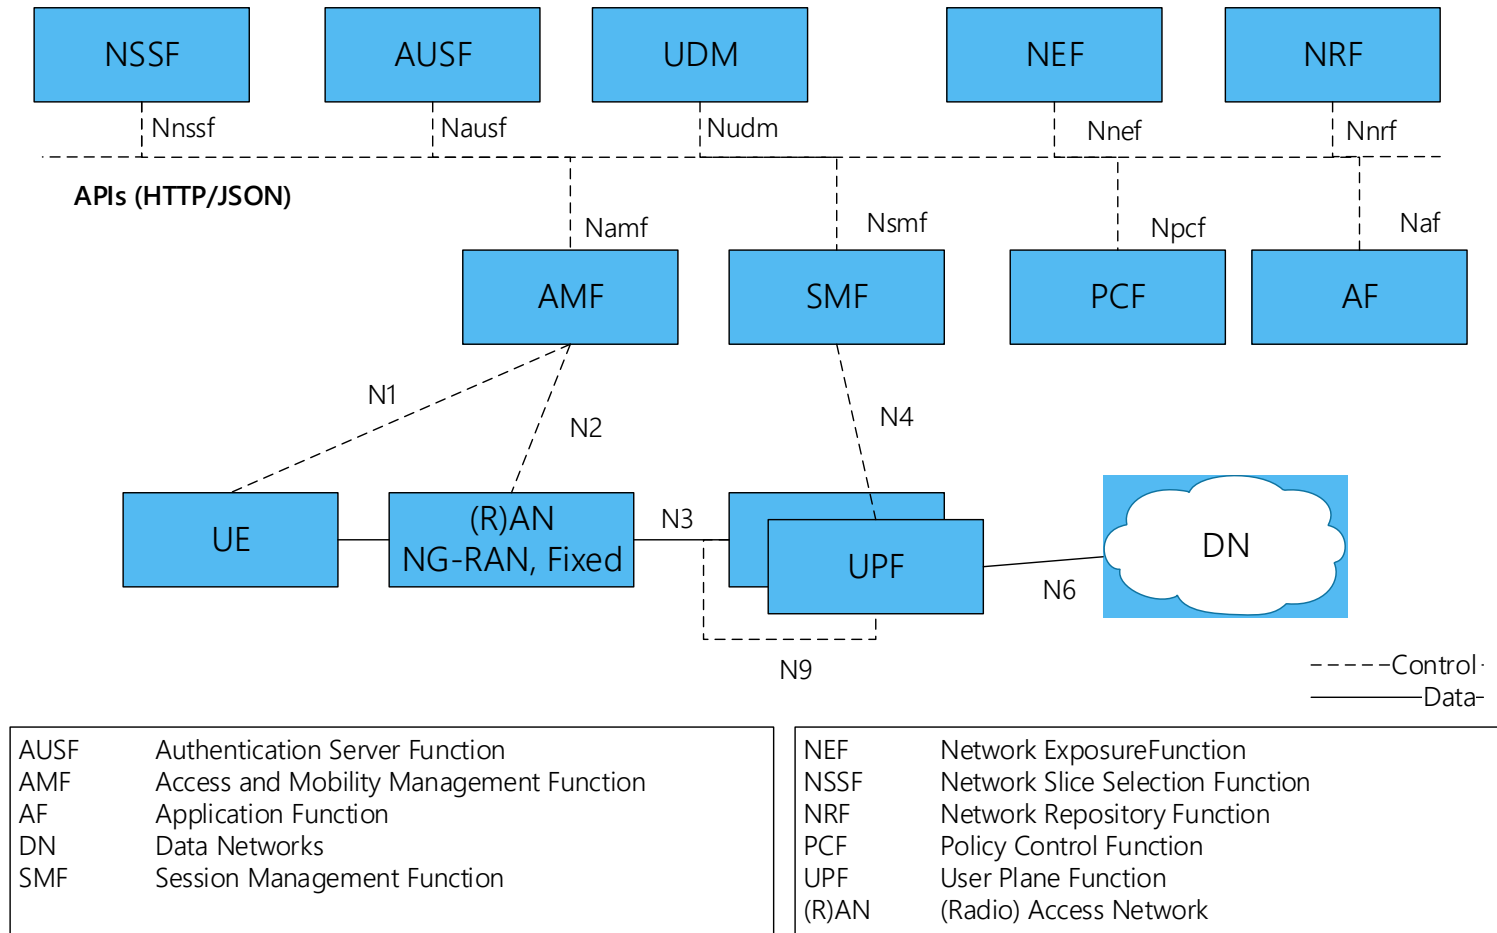 NSSF
AUSF
UDM
NEF
NRF
Nnssf
Nausf
Nudm
Nnef
Nnrf
APIs (HTTP/JSON)
Namf
Nsmf
Npcf
Naf
AMF
SMF
PCF
AF
N1
N2
N4
UE
(R)AN
NG-RAN, Fixed
N3
UPF
N6
DN
N9
Control
Data
AUSF Authentication Server Function
AMF Access and Mobility Management Function
AF Application Function
DN Data Networks
SMF Session Management Function
NEF Network ExposureFunction
NSSF Network Slice Selection Function
NRF Network Repository Function
PCF Policy Control Function
UPF User Plane Function
(R)AN (Radio) Access Network